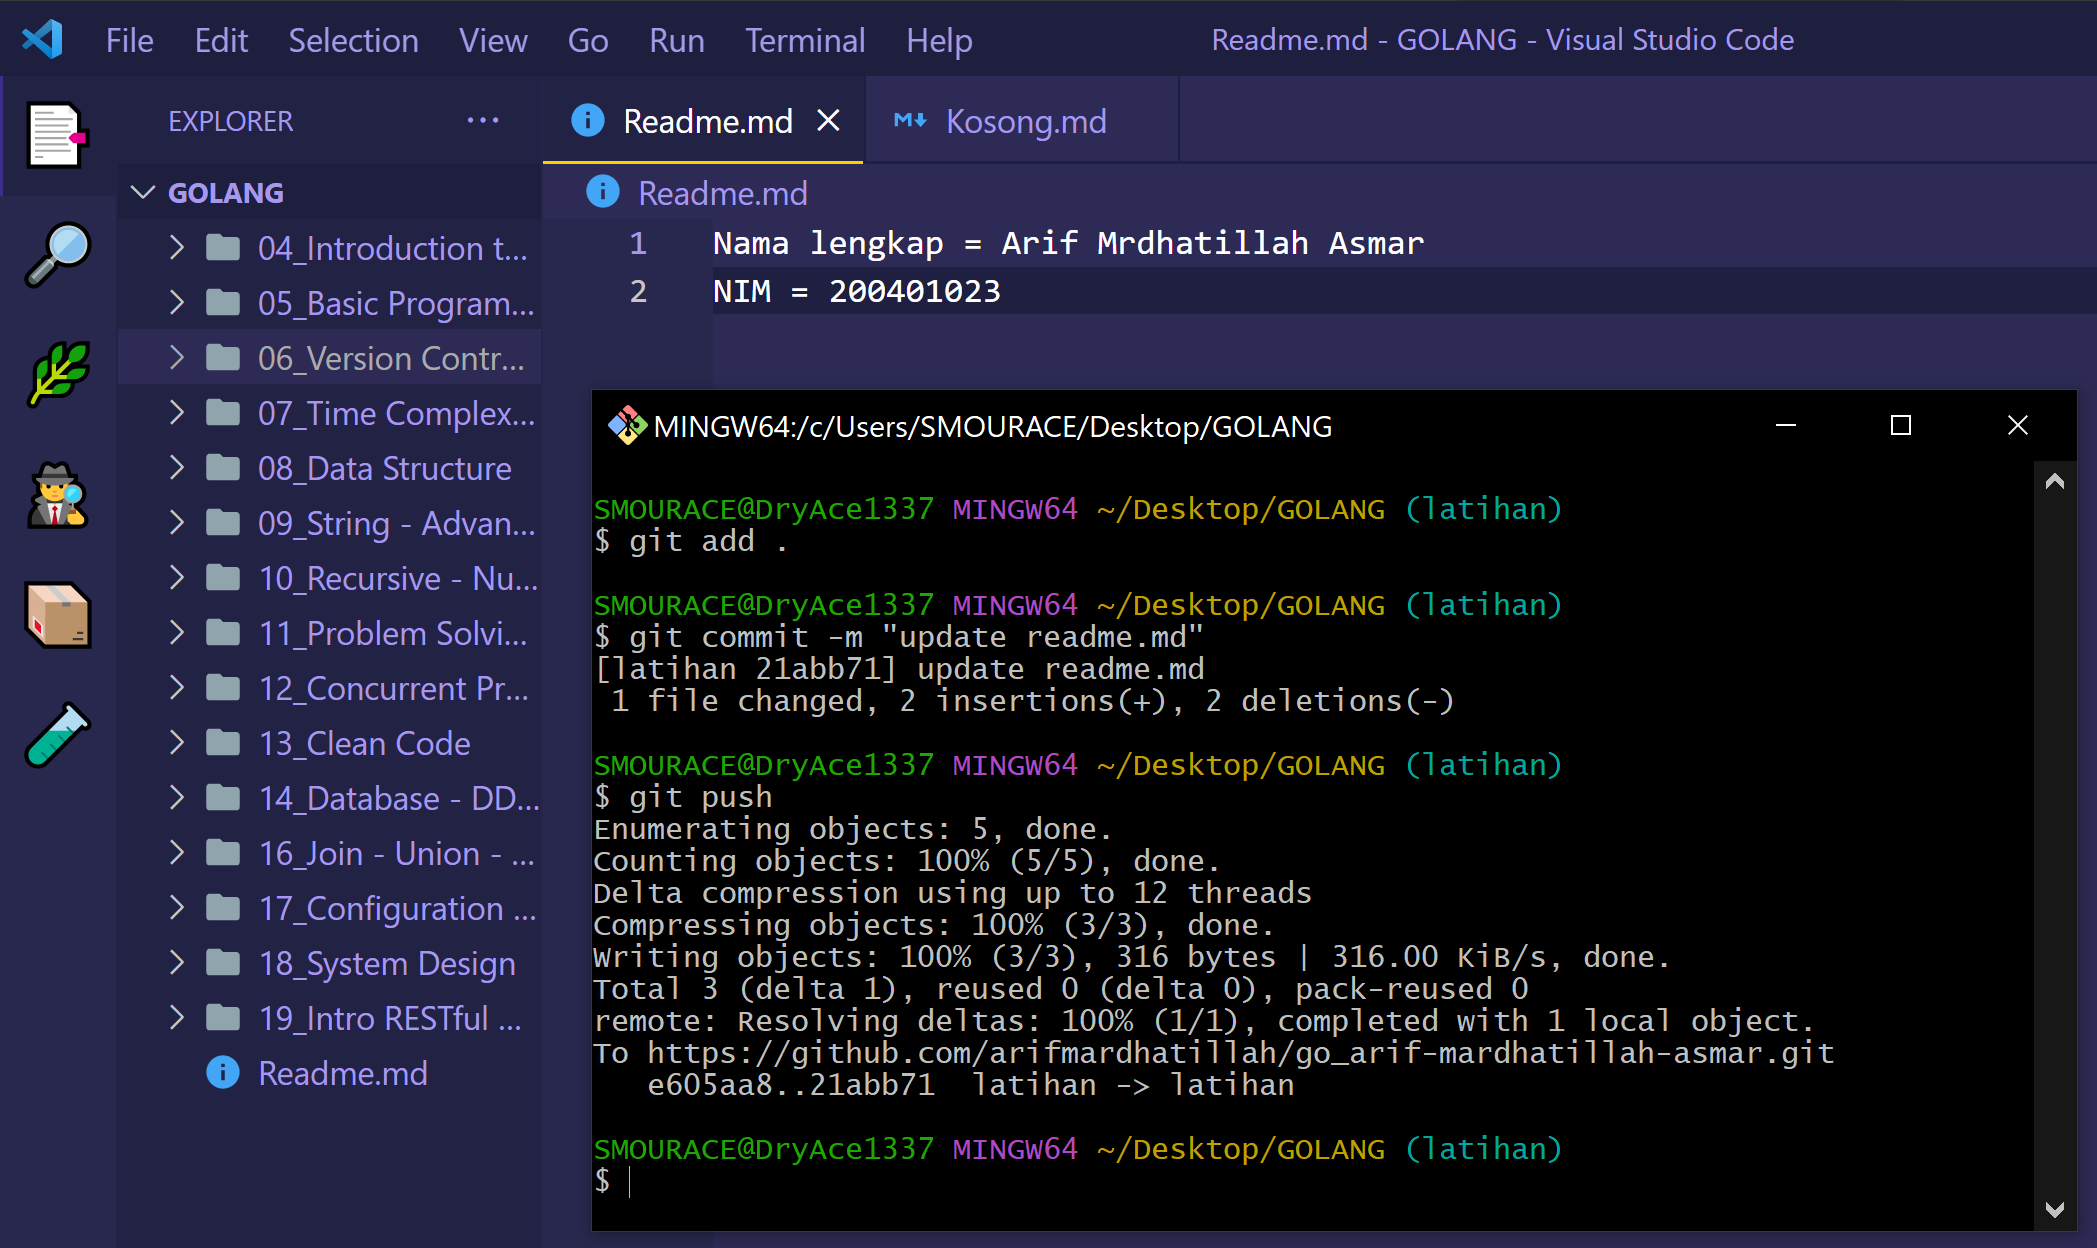 File Edit Selection View Go Run Terminal Help Readme.md - GOLANG - Visual Studio Code
EXPLORER ...
GOLANG
04_Introduction t...
05_Basic Program...
06_Version Contr...
07_Time Complex...
08_Data Structure
09_String - Advan...
10_Recursive - Nu...
11_Problem Solvi...
12_Concurrent Pr...
13_Clean Code
14_Database - DD...
16_Join - Union - ...
17_Configuration ...
18_System Design
19_Intro RESTful ...
Readme.md
Readme.md Kosong.md
Readme.md
1 Nama lengkap = Arif Mrdhatillah Asmar
2 NIM = 200401023
MINGW64:/c/Users/SMOURACE/Desktop/GOLANG
SMOURACE@DryAce1337 MINGW64 ~/Desktop/GOLANG (latihan)
$ git add .
SMOURACE@DryAce1337 MINGW64 ~/Desktop/GOLANG (latihan)
$ git commit -m "update readme.md"
[latihan 21abb71] update readme.md
1 file changed, 2 insertions(+), 2 deletions(-)
SMOURACE@DryAce1337 MINGW64 ~/Desktop/GOLANG (latihan)
$ git push
Enumerating objects: 5, done.
Counting objects: 100% (5/5), done.
Delta compression using up to 12 threads
Compressing objects: 100% (3/3), done.
Writing objects: 100% (3/3), 316 bytes | 316.00 KiB/s, done.
Total 3 (delta 1), reused 0 (delta 0), pack-reused 0
remote: Resolving deltas: 100% (1/1), completed with 1 local object.
To https://github.com/arifmardhatillah/go_arif-mardhatillah-asmar.git
e605aa8..21abb71 latihan -> latihan
SMOURACE@DryAce1337 MINGW64 ~/Desktop/GOLANG (latihan)
$